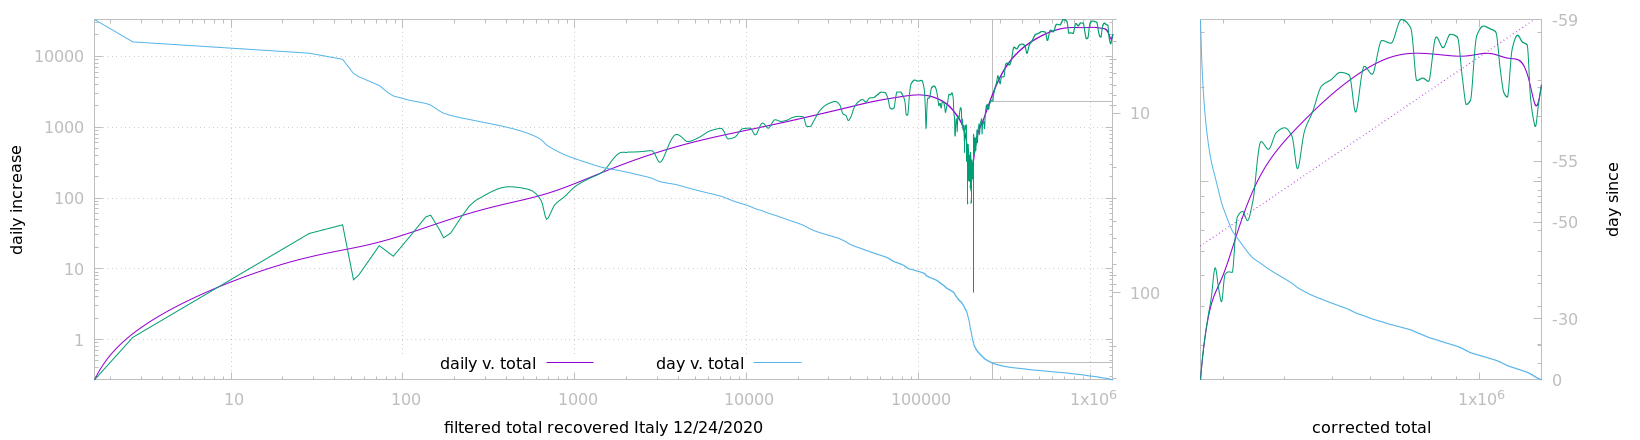 daily increase
10000
1000
100
10
1
10
100
1000
10000
100000
1x10^6
10
100
daily v. total
day v. total
filtered total recovered Italy 12/24/2020
-59
-55
-50
-30
0
day since
1x10^6
corrected total